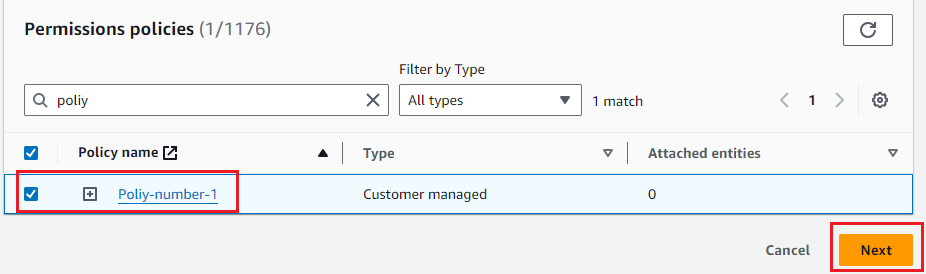 Permissions policies (1/1176)
Filter by Type
poliy All types 1 match 1
Policy name Type Attached entities
Poliy-number-1 Customer managed 0
Cancel Next